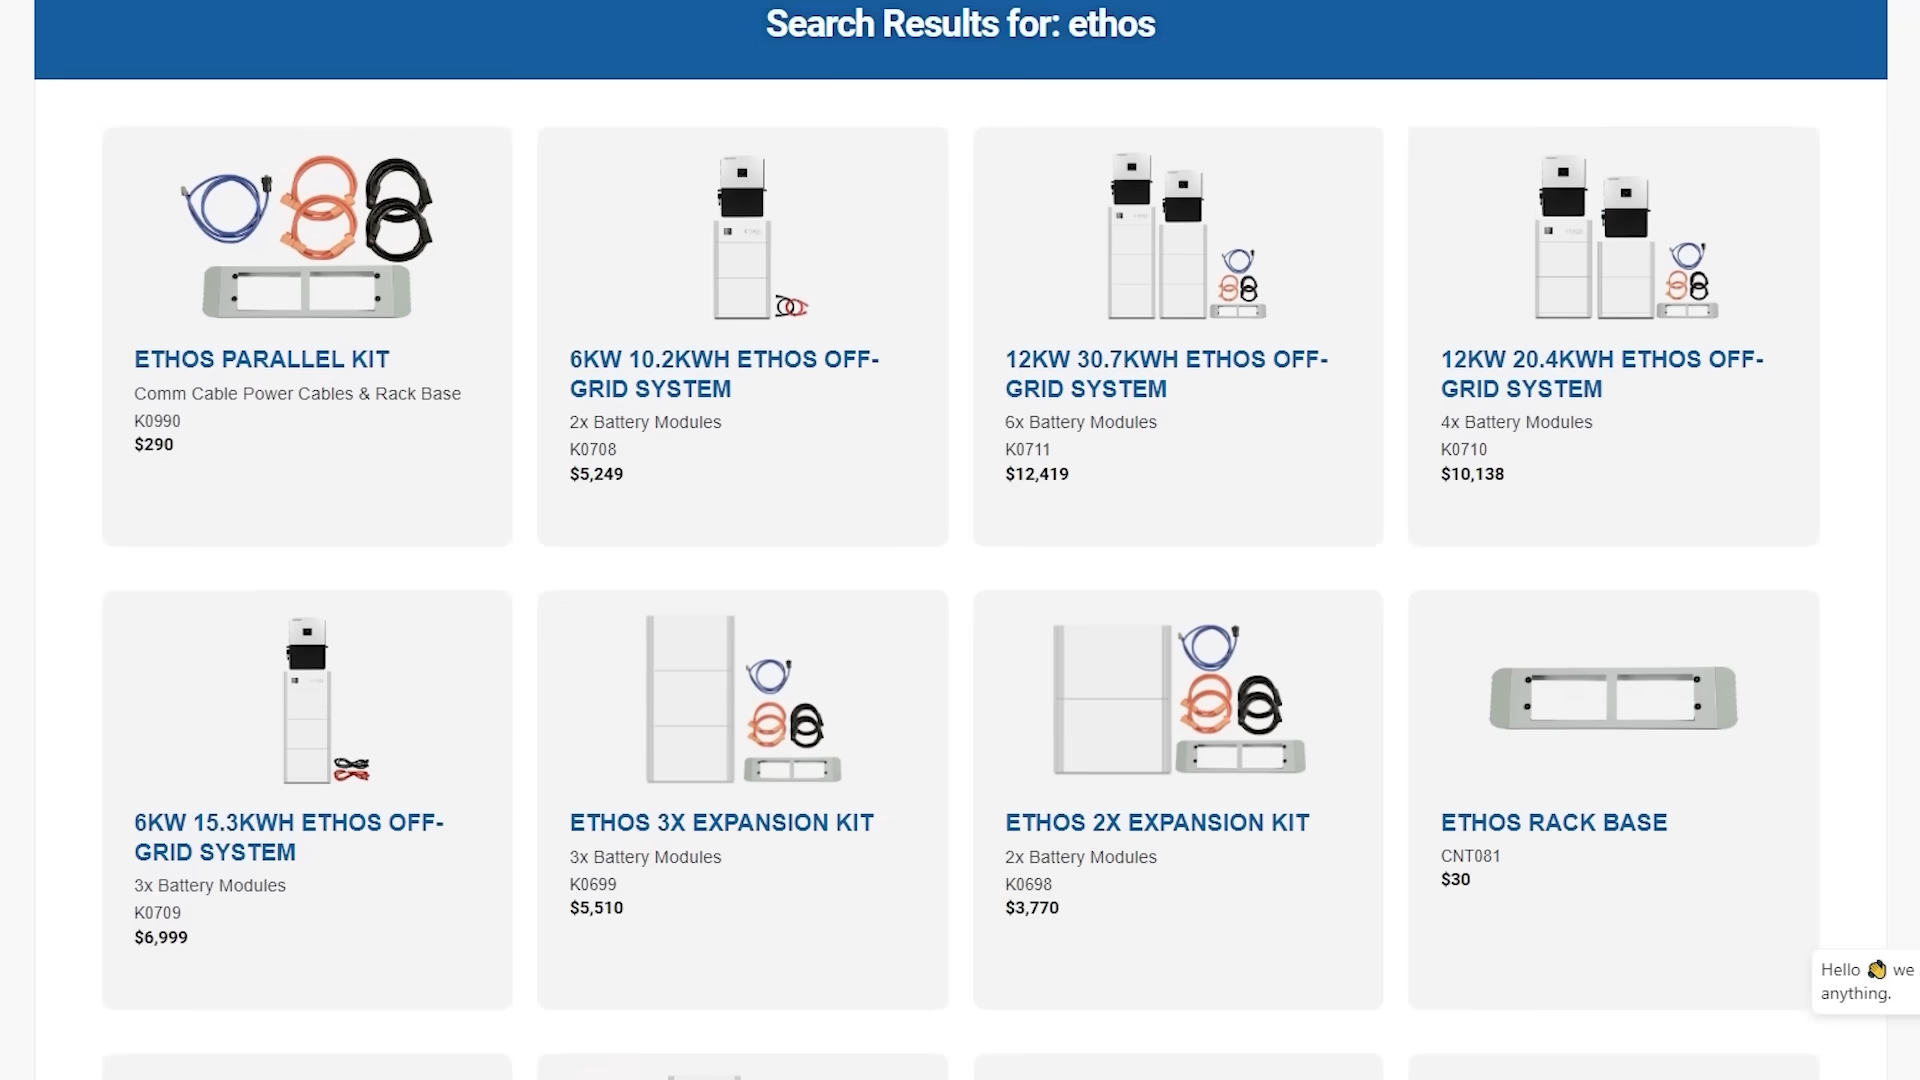 Search Results for: ethos
ETHOS PARALLEL KIT
Comm Cable Power Cables & Rack Base
K0990
$290
6KW 10.2KWH ETHOS OFF-
GRID SYSTEM
2x Battery Modules
K0708
$5,249
12KW 30.7KWH ETHOS OFF-
GRID SYSTEM
6x Battery Modules
K0711
$12,419
12KW 20.4KWH ETHOS OFF-
GRID SYSTEM
4x Battery Modules
K0710
$10,138
6KW 15.3KWH ETHOS OFF-
GRID SYSTEM
3x Battery Modules
K0709
$6,999
ETHOS 3X EXPANSION KIT
3x Battery Modules
K0699
$5,510
ETHOS 2X EXPANSION KIT
2x Battery Modules
K0698
$3,770
ETHOS RACK BASE
CNT081
$30
Hello 👋 we
anything.